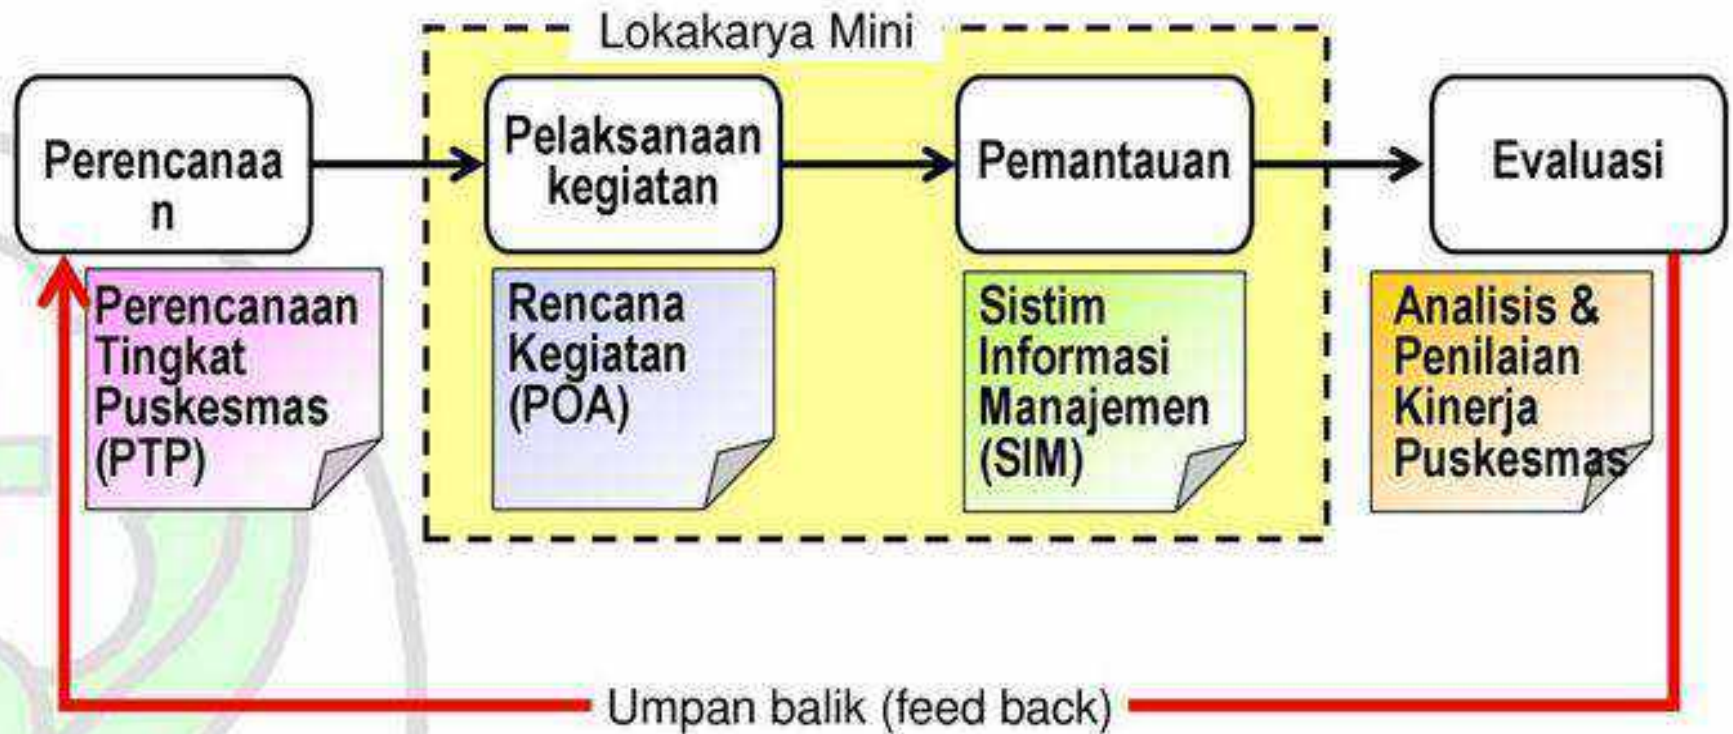 Lokakarya Mini
Perencanaa
n
Pelaksanaan
kegiatan
Pemantauan
Evaluasi
Perencanaan
Tingkat
Puskesmas
(PTP)
Rencana
Kegiatan
(POA)
Sistim
Informasi
Manajemen
(SIM)
Analisis &
Penilaian
Kinerja
Puskesmas
Umpan balik (feed back)